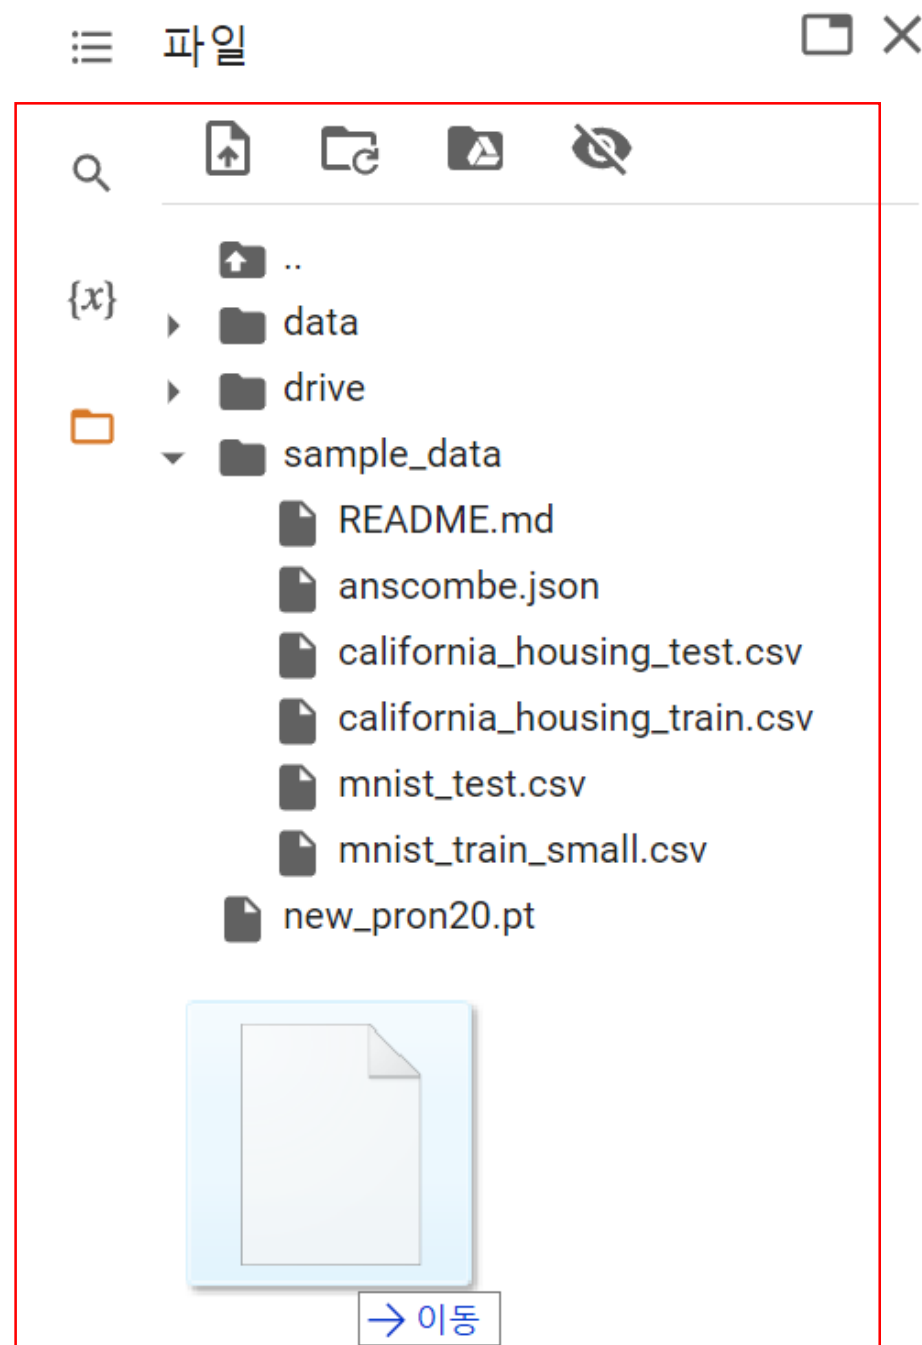 파일
{x}
..
data
drive
sample_data
README.md
anscombe.json
california_housing_test.csv
california_housing_train.csv
mnist_test.csv
mnist_train_small.csv
new_pron20.pt
→ 이동